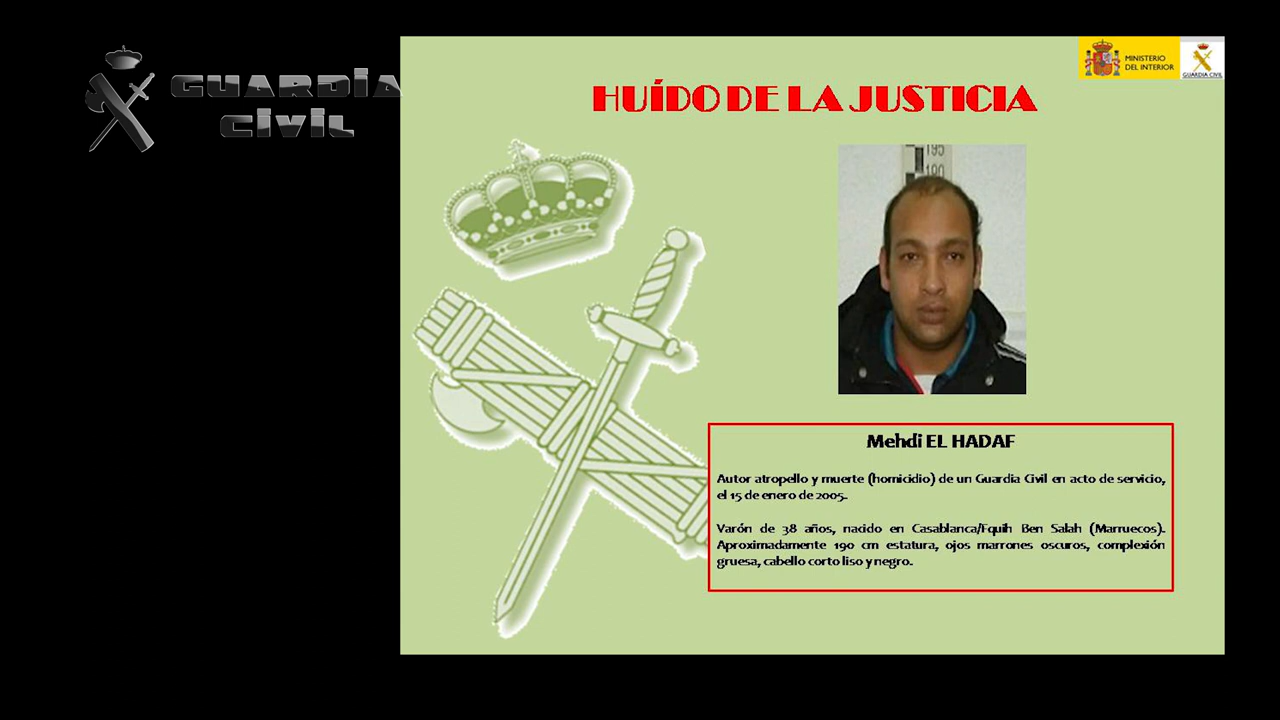 GUARDIA
CIVIL
MINISTERIO
DEL INTERIOR
GUARDIA CIVIL
HUÍDO DE LA JUSTICIA
195
190
Mehdi EL HADAF
Autor atropello y muerte (homicidio) de un Guardia Civil en acto de servicio,
el 15 de enero de 2005.
Varón de 38 años, nacido en Casablanca/Fquih Ben Salah (Marruecos).
Aproximadamente 190 cm estatura, ojos marrones oscuros, complexión
gruesa, cabello corto liso y negro.